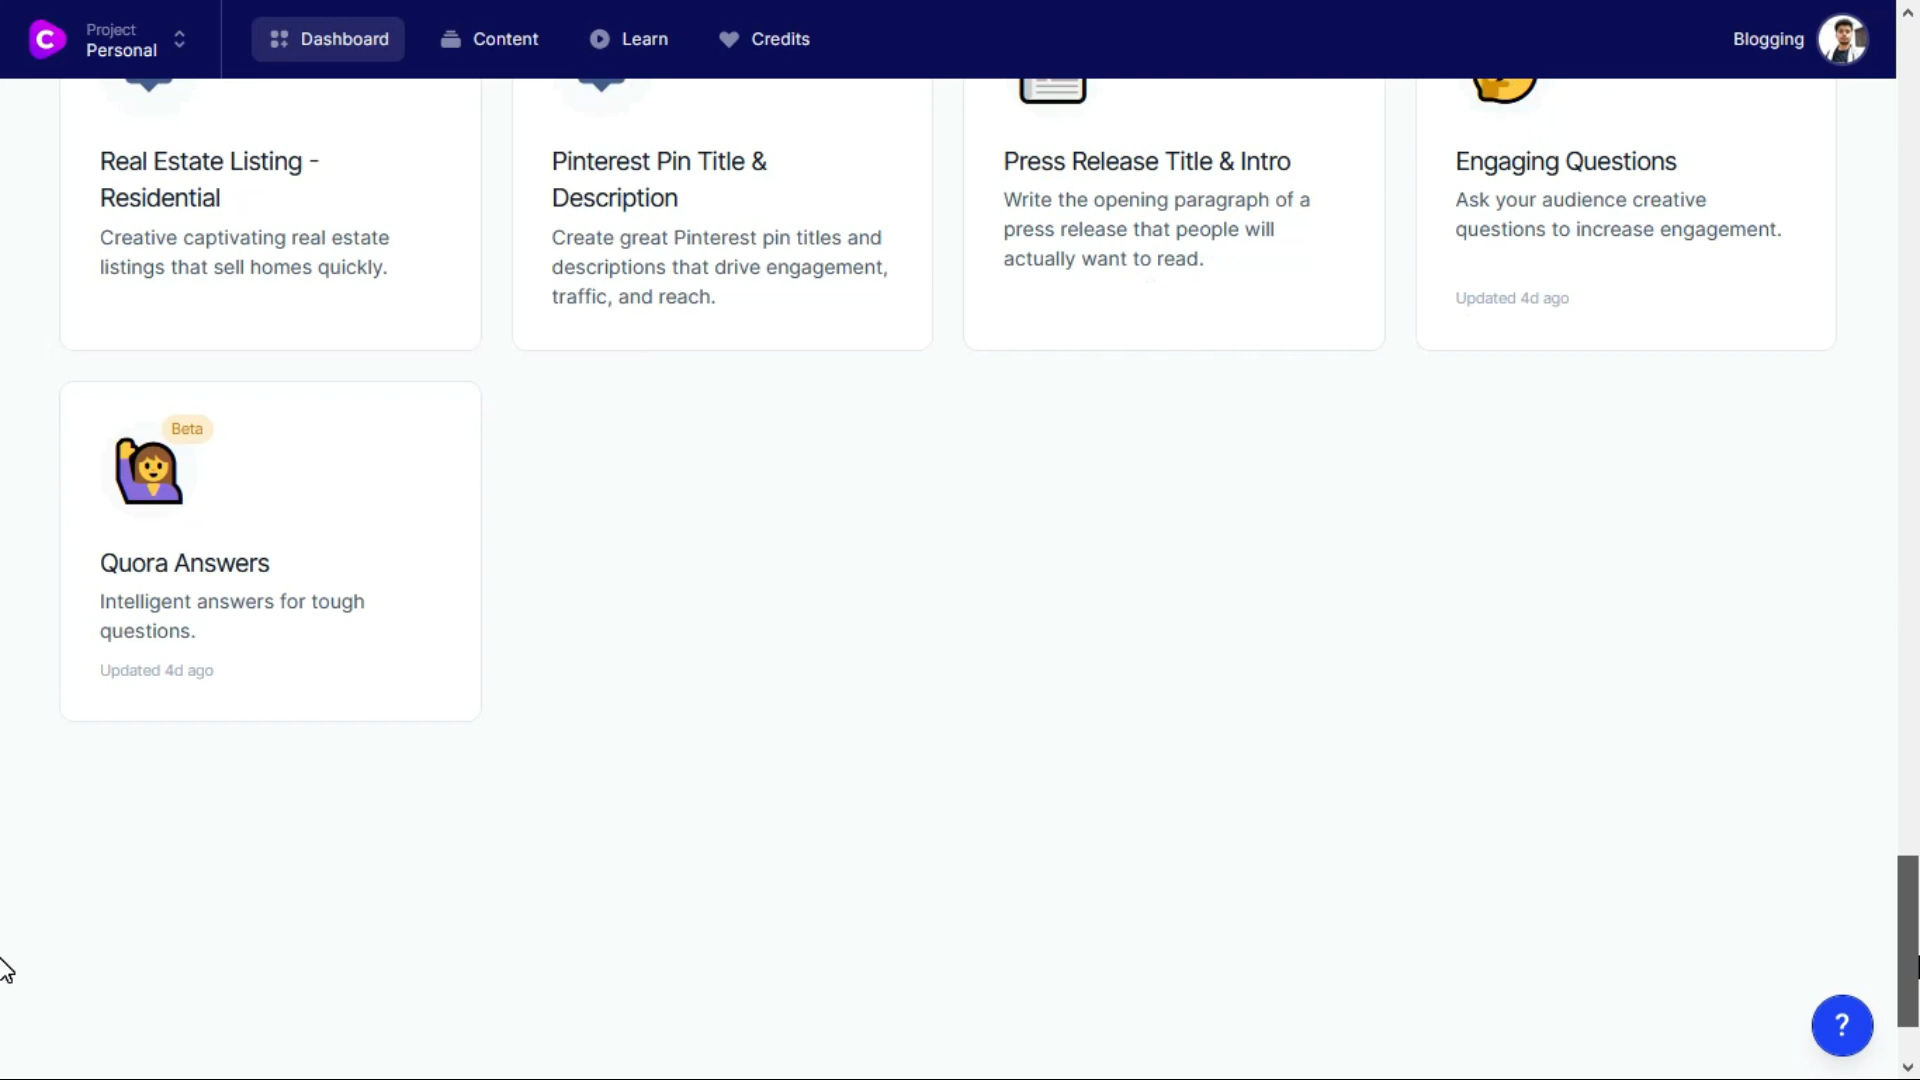 Project
Personal
Dashboard
Content
Learn
Credits
Blogging
Real Estate Listing -
Residential
Creative captivating real estate
listings that sell homes quickly.
Pinterest Pin Title &
Description
Create great Pinterest pin titles and
descriptions that drive engagement,
traffic, and reach.
Press Release Title & Intro
Write the opening paragraph of a
press release that people will
actually want to read.
Engaging Questions
Ask your audience creative
questions to increase engagement.
Updated 4d ago
Beta
Quora Answers
Intelligent answers for tough
questions.
Updated 4d ago
?